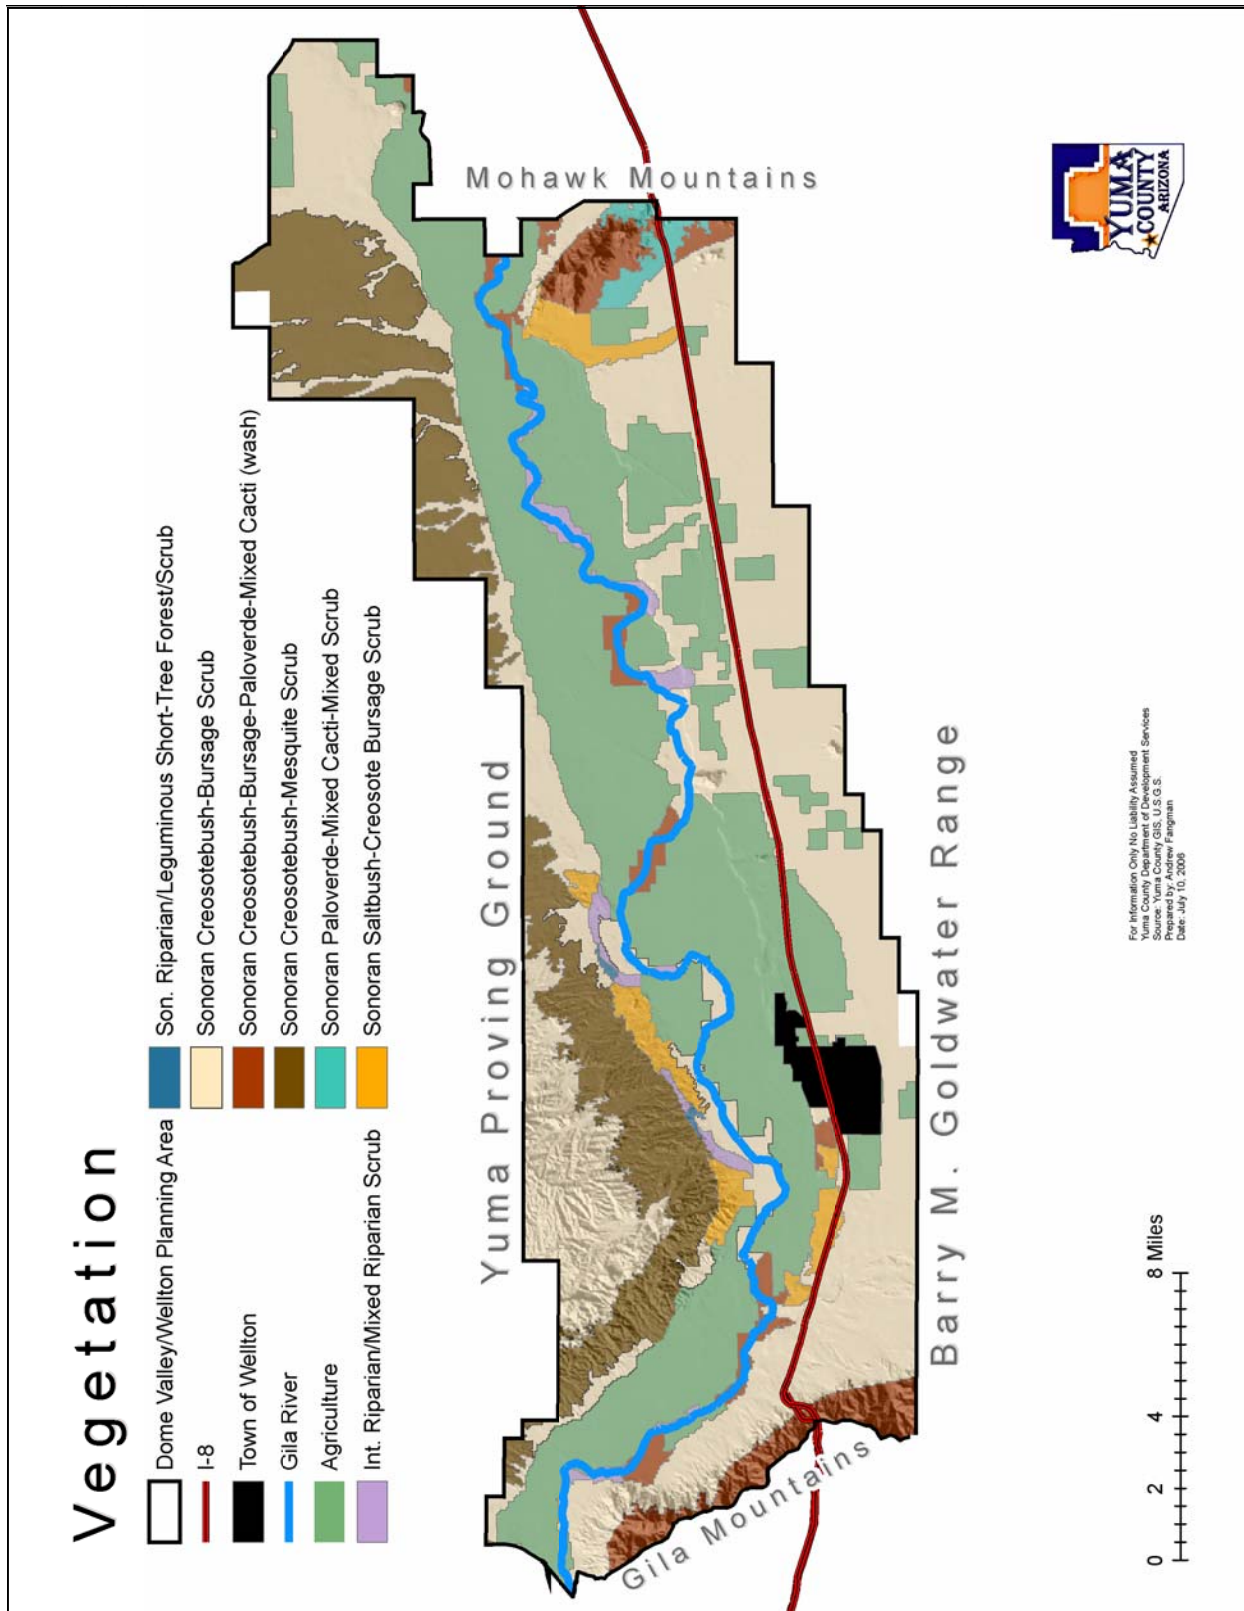 Vegetation
Dome Valley/Wellton Planning Area
I-8
Town of Wellton
Gila River
Agriculture
Int. Riparian/Mixed Riparian Scrub
Son. Riparian/Leguminous Short-Tree Forest/Scrub
Sonoran Creosotebush-Bursage Scrub
Sonoran Creosotebush-Bursage-Paloverde-Mixed Cacti (wash)
Sonoran Creosotebush-Mesquite Scrub
Sonoran Paloverde-Mixed Cacti-Mixed Scrub
Sonoran Saltbush-Creosote Bursage Scrub
Yuma Proving Ground
Mohawk Mountains
Gila Mountains
Barry M. Goldwater Range
0 2 4 8 Miles
For Information Only No Liability Assumed
Yuma County Department of Development Services
Source: Yuma County GIS, U.S.G.S.
Prepared by: Andrew Fangman
Date: July 10, 2006
YUMA
COUNTY
ARIZONA